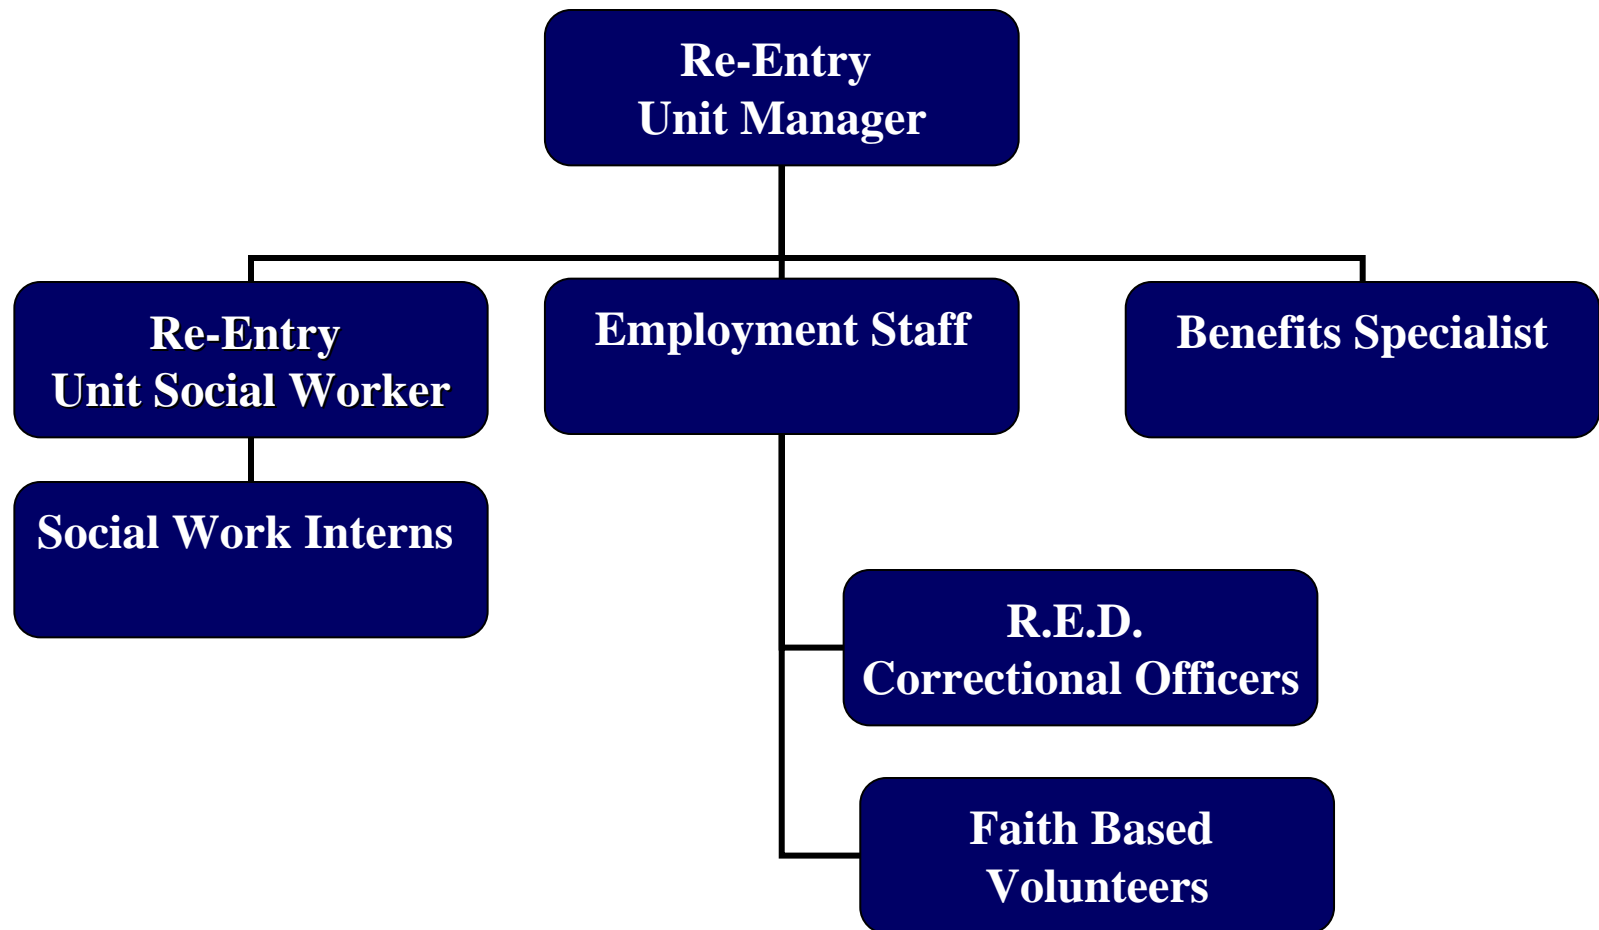 Re-Entry
Unit Manager
Re-Entry
Unit Social Worker
Employment Staff
Benefits Specialist
Social Work Interns
R.E.D.
Correctional Officers
Faith Based
Volunteers